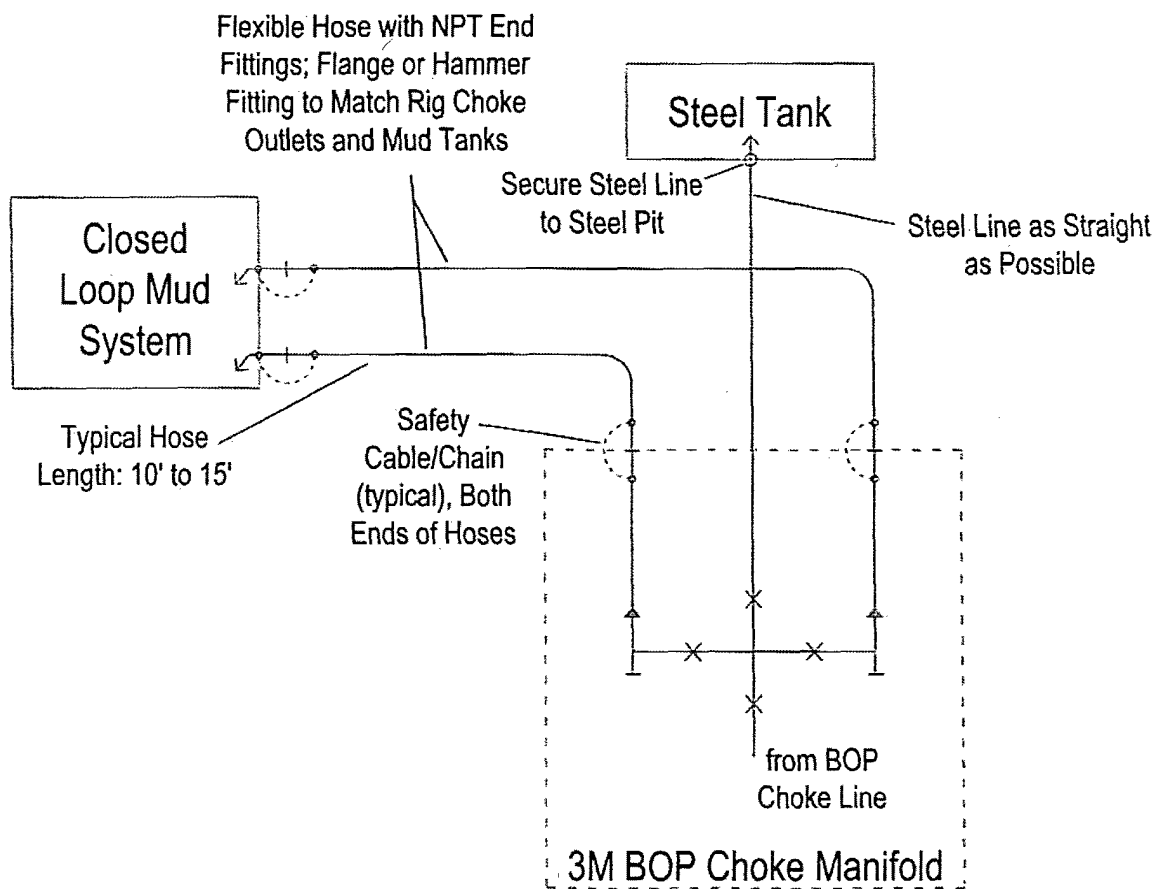 Flexible Hose with NPT End
Fittings; Flange or Hammer
Fitting to Match Rig Choke
Outlets and Mud Tanks
Steel Tank
Secure Steel Line
to Steel Pit
Steel Line as Straight
as Possible
Closed
Loop Mud
System
Typical Hose
Length: 10' to 15'
Safety
Cable/Chain
(typical), Both
Ends of Hoses
from BOP
Choke Line
3M BOP Choke Manifold